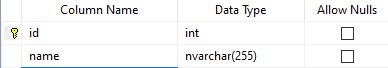 Column Name Data Type Allow Nulls
id int
name nvarchar(255)